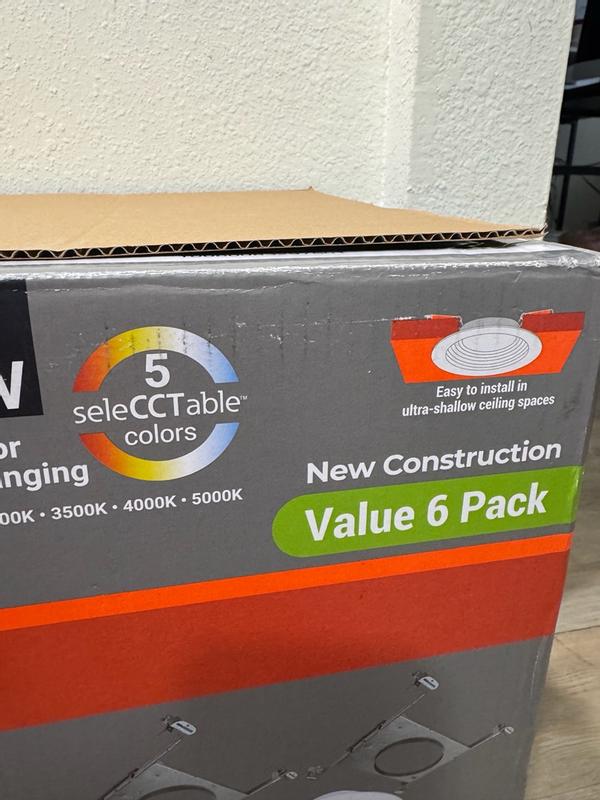 5
seleCCTable™
colors
3500K • 4000K • 5000K
Easy to install in
ultra-shallow ceiling spaces
New Construction
Value 6 Pack